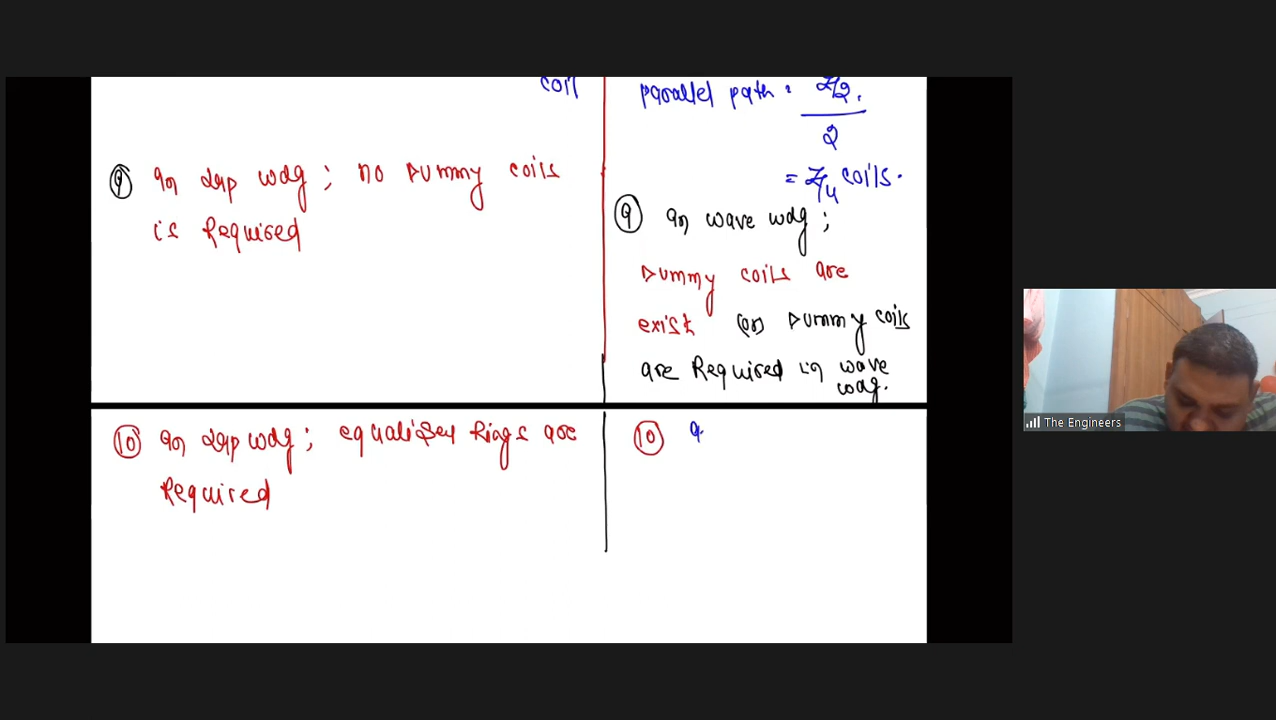 coil
parallel path = Z/2.
2
= Z/4 coils.
9 In Lap wdg ; no Dummy coils
is Required
9 In wave wdg ;
Dummy coils are
exist (or) Dummy coils
are Required in wave
wdg.
10 In Lap wdg ; equaliser Rings are
Required
10
The Engineers